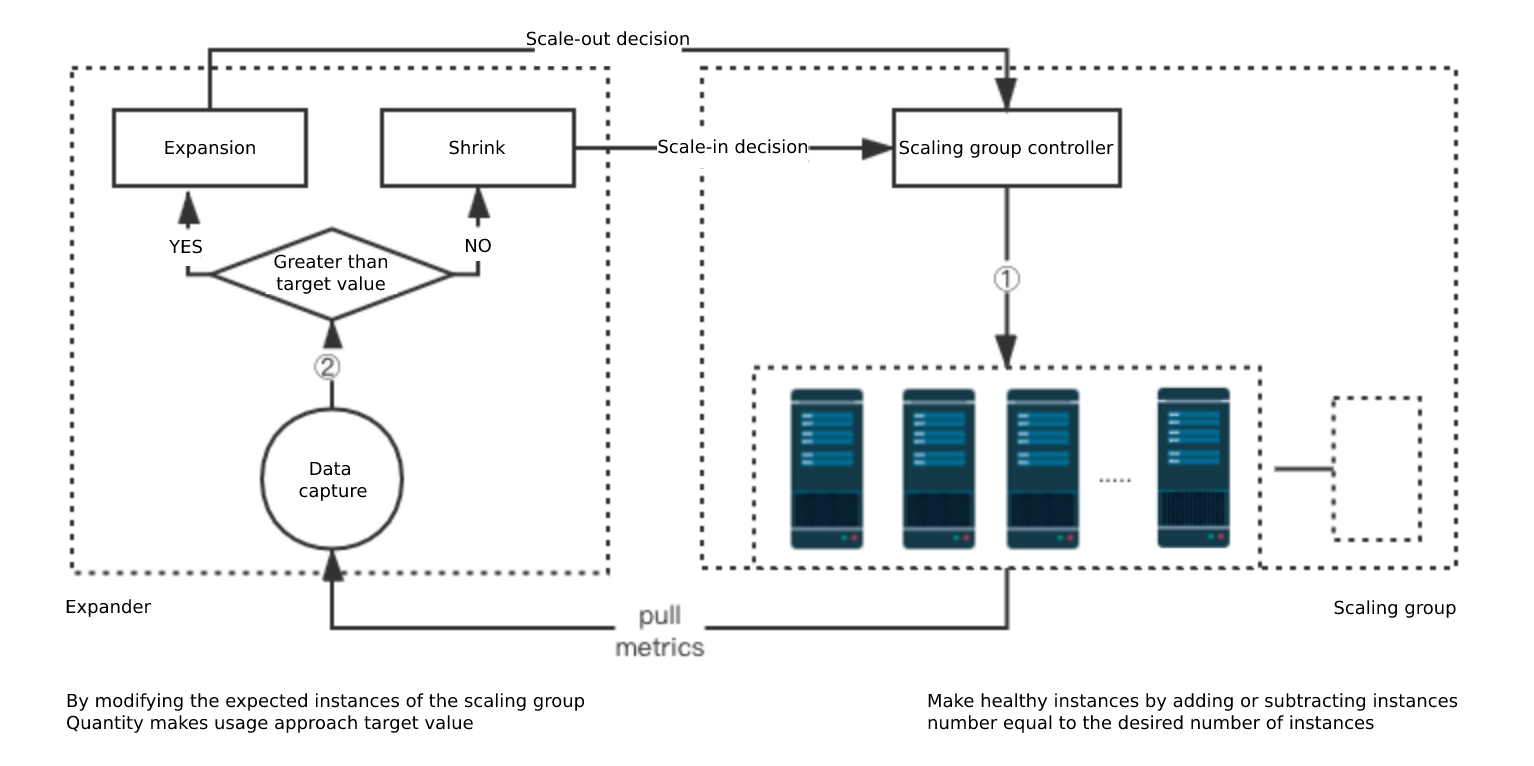 Scale-out decision
Expansion
Shrink
Scale-in decision
Scaling group controller
YES
NO
Greater than
target value
①
②
Data
capture
.....
Expander
Scaling group
pull
metrics
By modifying the expected instances of the scaling group
Quantity makes usage approach target value
Make healthy instances by adding or subtracting instances
number equal to the desired number of instances